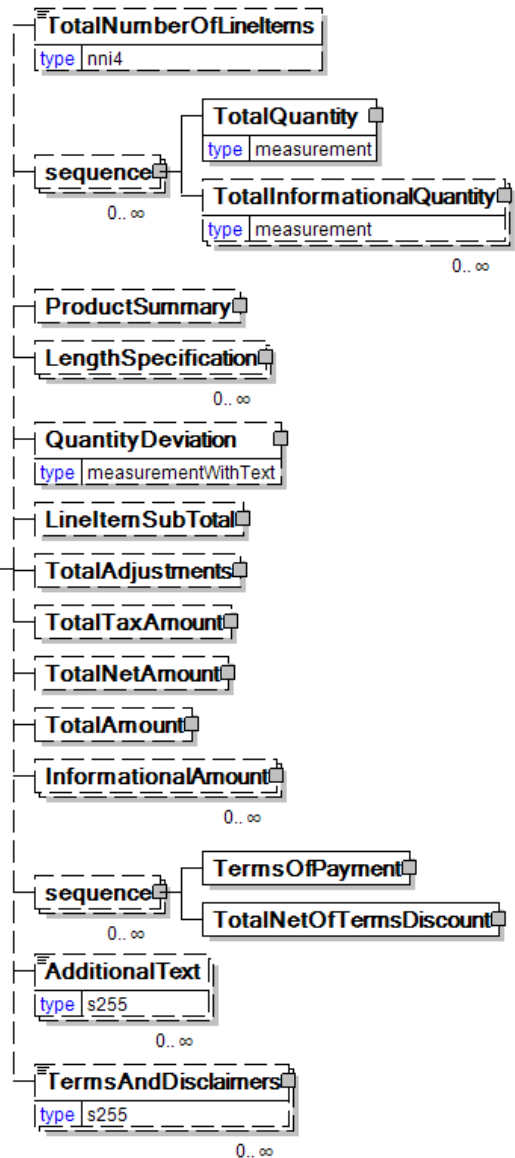 TotalNumberOfLineItems
type nni4
TotalQuantity
type measurement
sequence
0.. ∞
TotalInformationalQuantity
type measurement
0.. ∞
ProductSummary
LengthSpecification
0.. ∞
QuantityDeviation
type measurementWithText
LineItemSubTotal
TotalAdjustments
TotalTaxAmount
TotalNetAmount
TotalAmount
InformationalAmount
0.. ∞
TermsOfPayment
sequence
0.. ∞
TotalNetOfTermsDiscount
AdditionalText
type s255
0.. ∞
TermsAndDisclaimers
type s255
0.. ∞